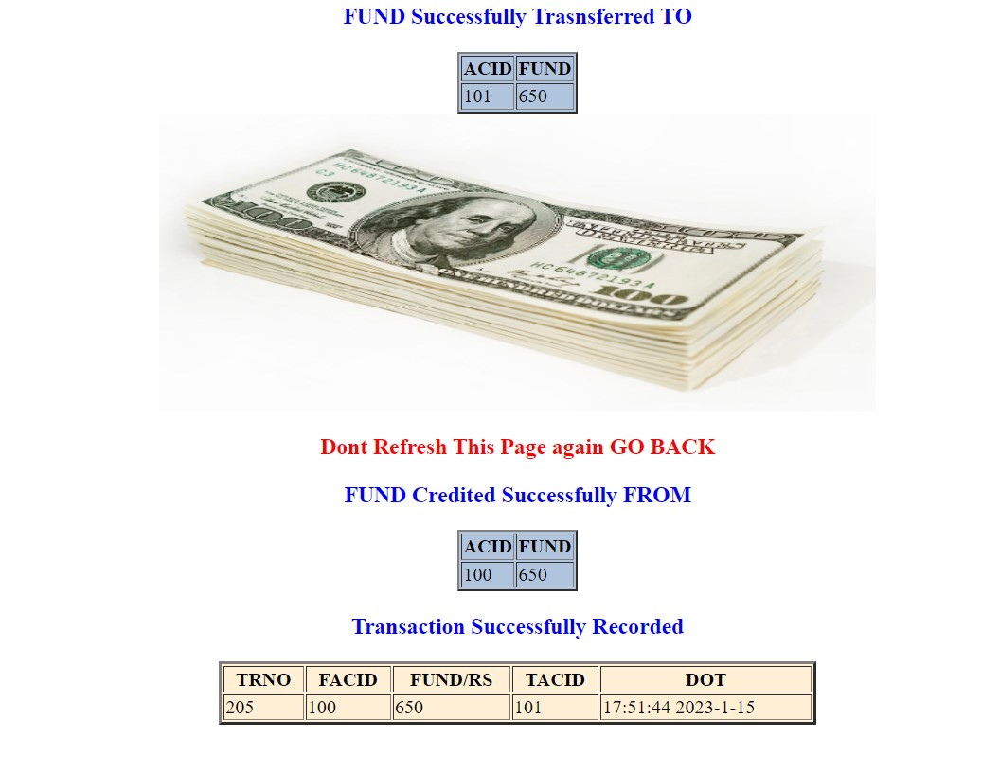 FUND Successfully Trasnsferred TO
ACID FUND
101 650
HC 64872193 A
C3
100
HC 64872193 A
100
Dont Refresh This Page again GO BACK
FUND Credited Successfully FROM
ACID FUND
100 650
Transaction Successfully Recorded
TRNO FACID FUND/RS TACID DOT
205 100 650 101 17:51:44 2023-1-15